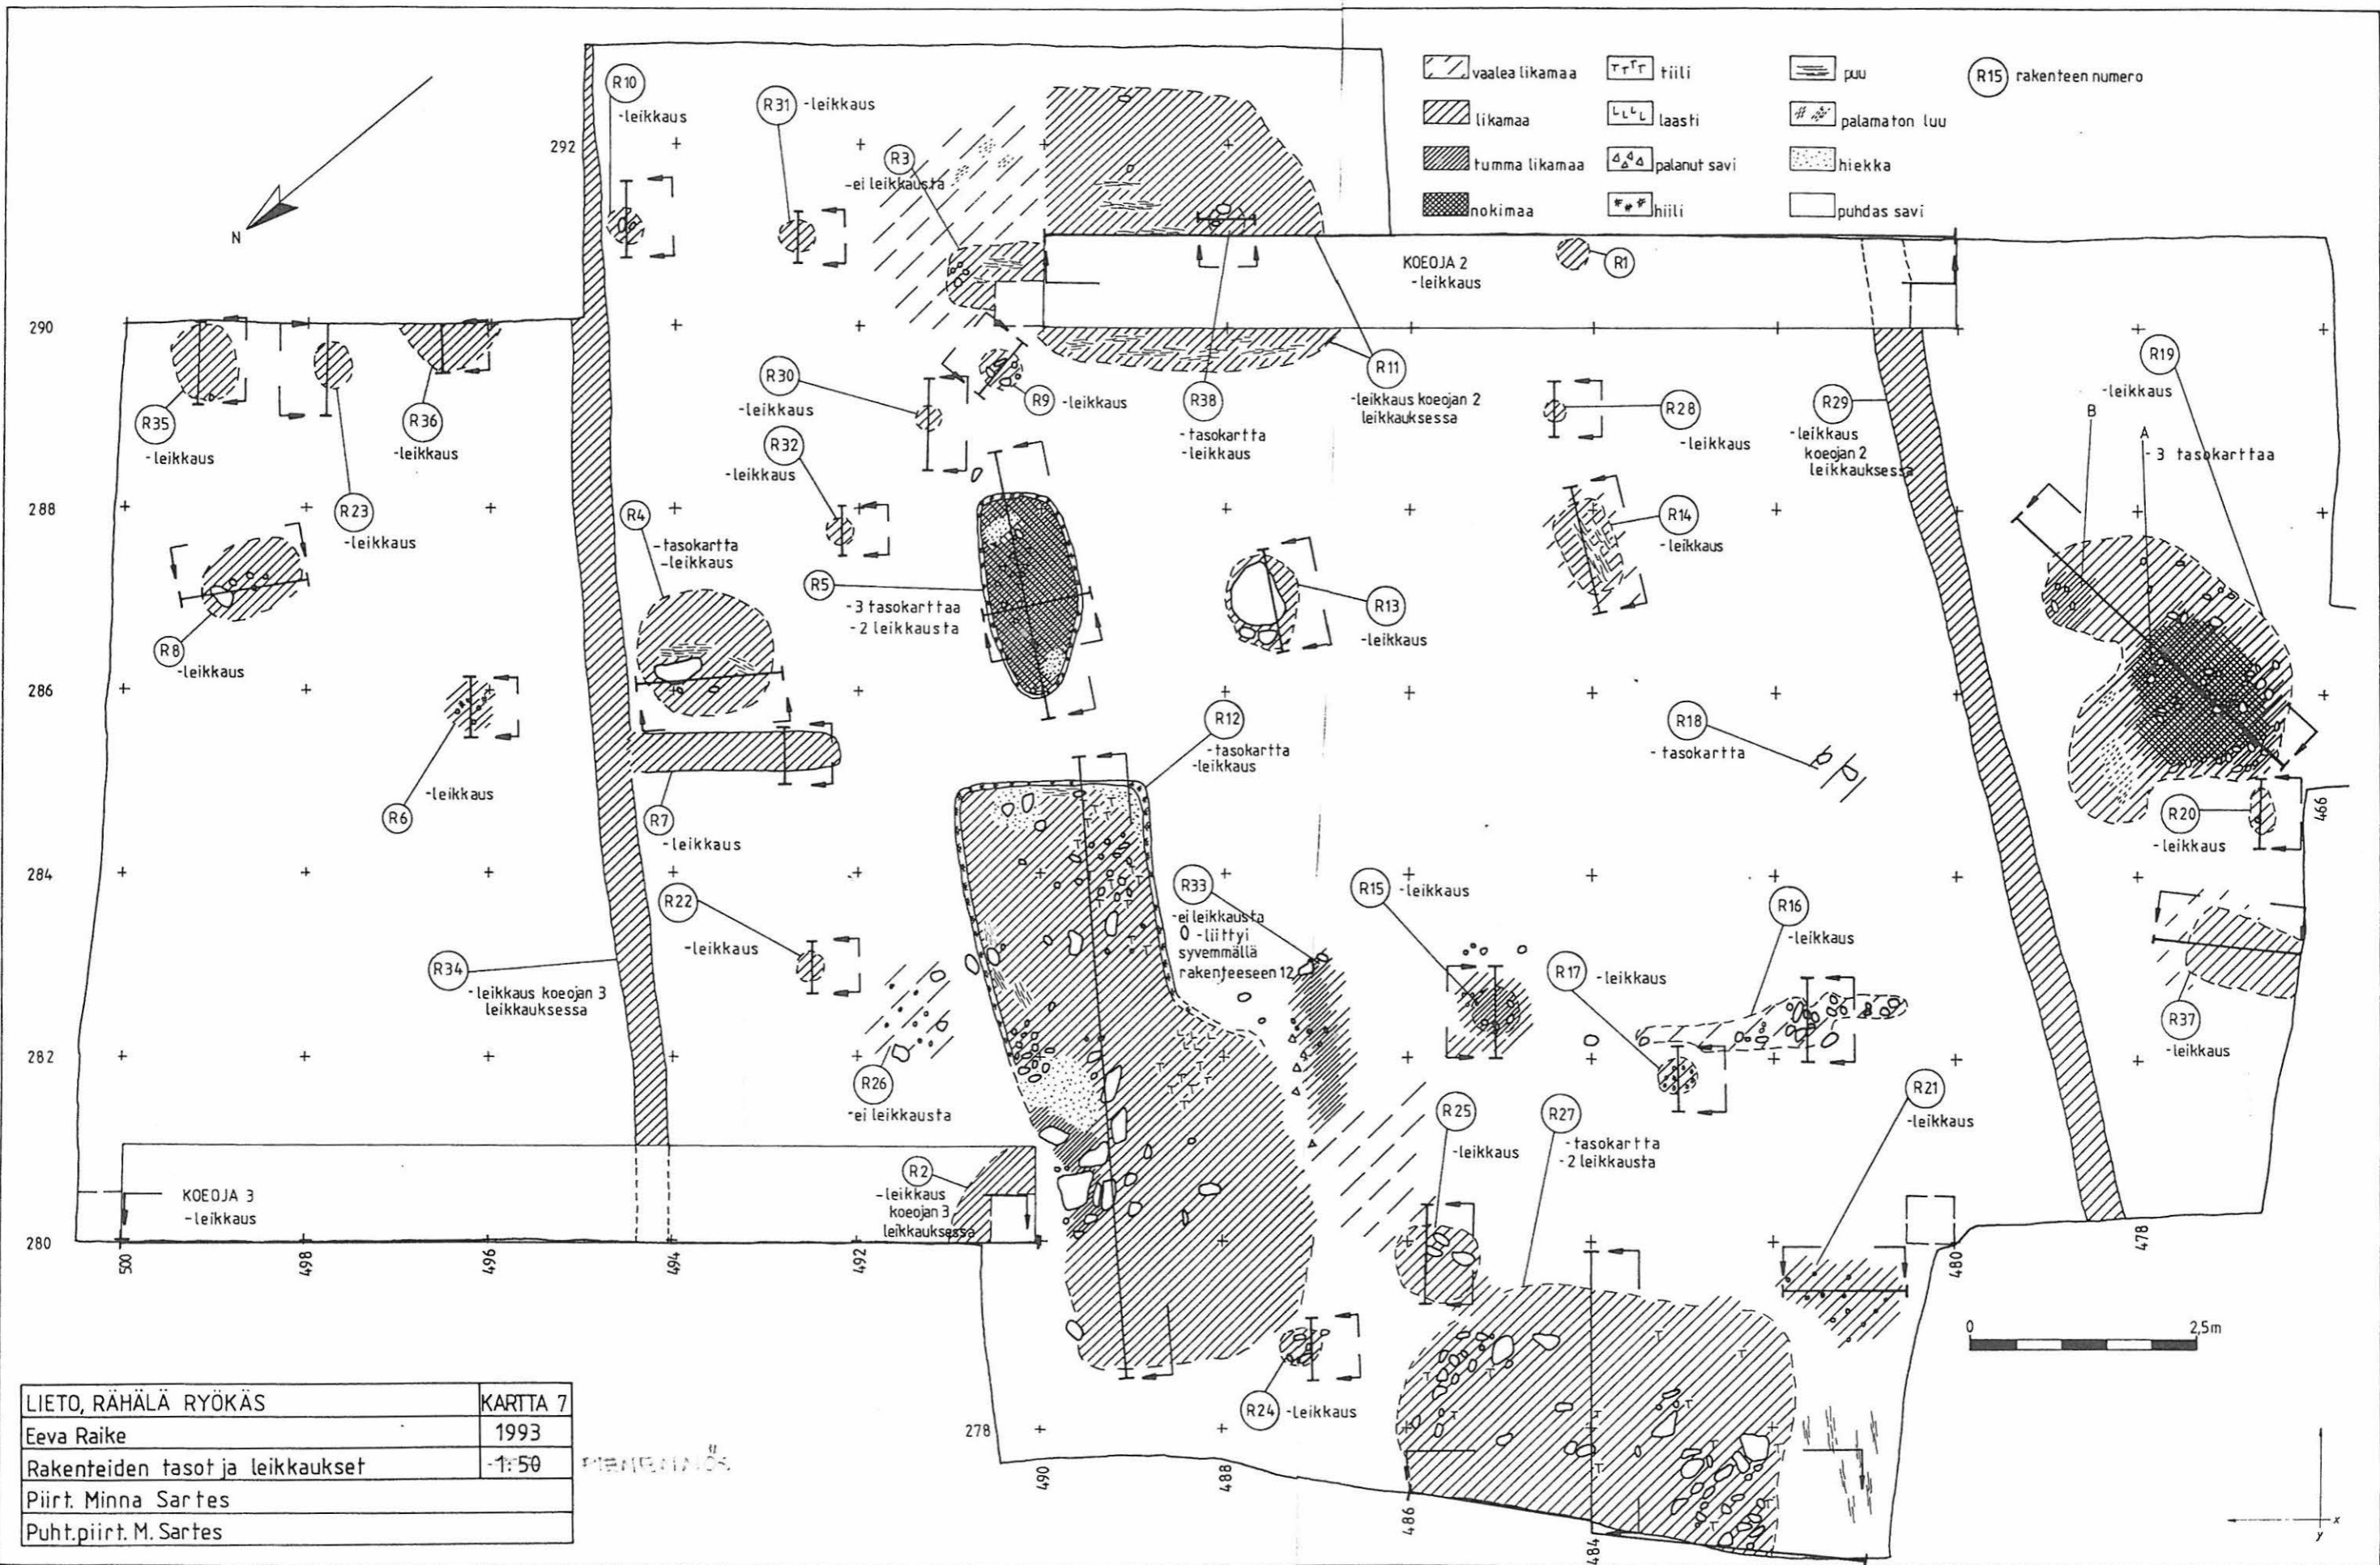 vaalea likamaa
likamaa
tumma likamaa
nokimaa
tiili
laasti
palanut savi
hiili
puu
palamaton luu
hiekka
puhdas savi
R15 rakenteen numero
N
R10
-leikkaus
R31 -leikkaus
292
R3
-ei leikkausta
KOEOJA 2
-leikkaus
R1
290
R35
-leikkaus
R23
-leikkaus
R36
-leikkaus
R30
-leikkaus
R9 -leikkaus
R32
-leikkaus
R38
-tasokartta
-leikkaus
R11
-leikkaus koeojan 2
leikkauksessa
R28
-leikkaus
R29
-leikkaus
koeojan 2
leikkauksessa
R19
-leikkaus
B
A
- 3 tasokarttaa
288
R8
-leikkaus
R4
-tasokartta
-leikkaus
R5
-3 tasokarttaa
-2 leikkausta
R13
-leikkaus
R14
-leikkaus
286
R6
-leikkaus
R7
-leikkaus
R12
-tasokartta
-leikkaus
R18
- tasokartta
R20
-leikkaus
466
284
R22
-leikkaus
R34
-leikkaus koeojan 3
leikkauksessa
R33
-ei leikkausta
-liittyi
syvemmällä
rakenteeseen 12
R15 -leikkaus
R17 -leikkaus
R16
-leikkaus
R37
-leikkaus
282
R26
-ei leikkausta
R25
-leikkaus
R27
-tasokartta
-2 leikkausta
R21
-leikkaus
KOEOJA 3
-leikkaus
R2
-leikkaus
koeojan 3
leikkauksessa
280
500
498
496
494
492
480
478
R24 -leikkaus
278
490
488
486
484
0 2,5m
LIETO, RÄHÄLÄ RYÖKÄS KARTTA 7
Eeva Raike 1993
Rakenteiden tasot ja leikkaukset 1:50
Piirt. Minna Sartes
Puht.piirt. M. Sartes
x
y